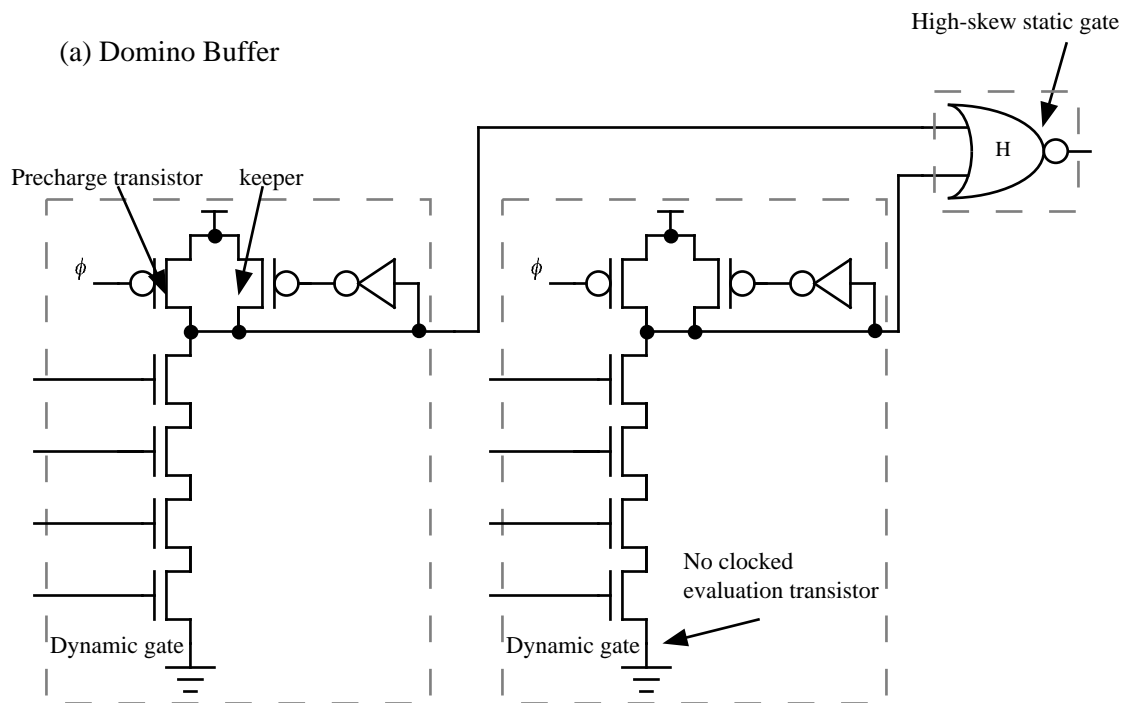 High-skew static gate
(a) Domino Buffer
H
Precharge transistor
keeper
ϕ
ϕ
No clocked
evaluation transistor
Dynamic gate
Dynamic gate